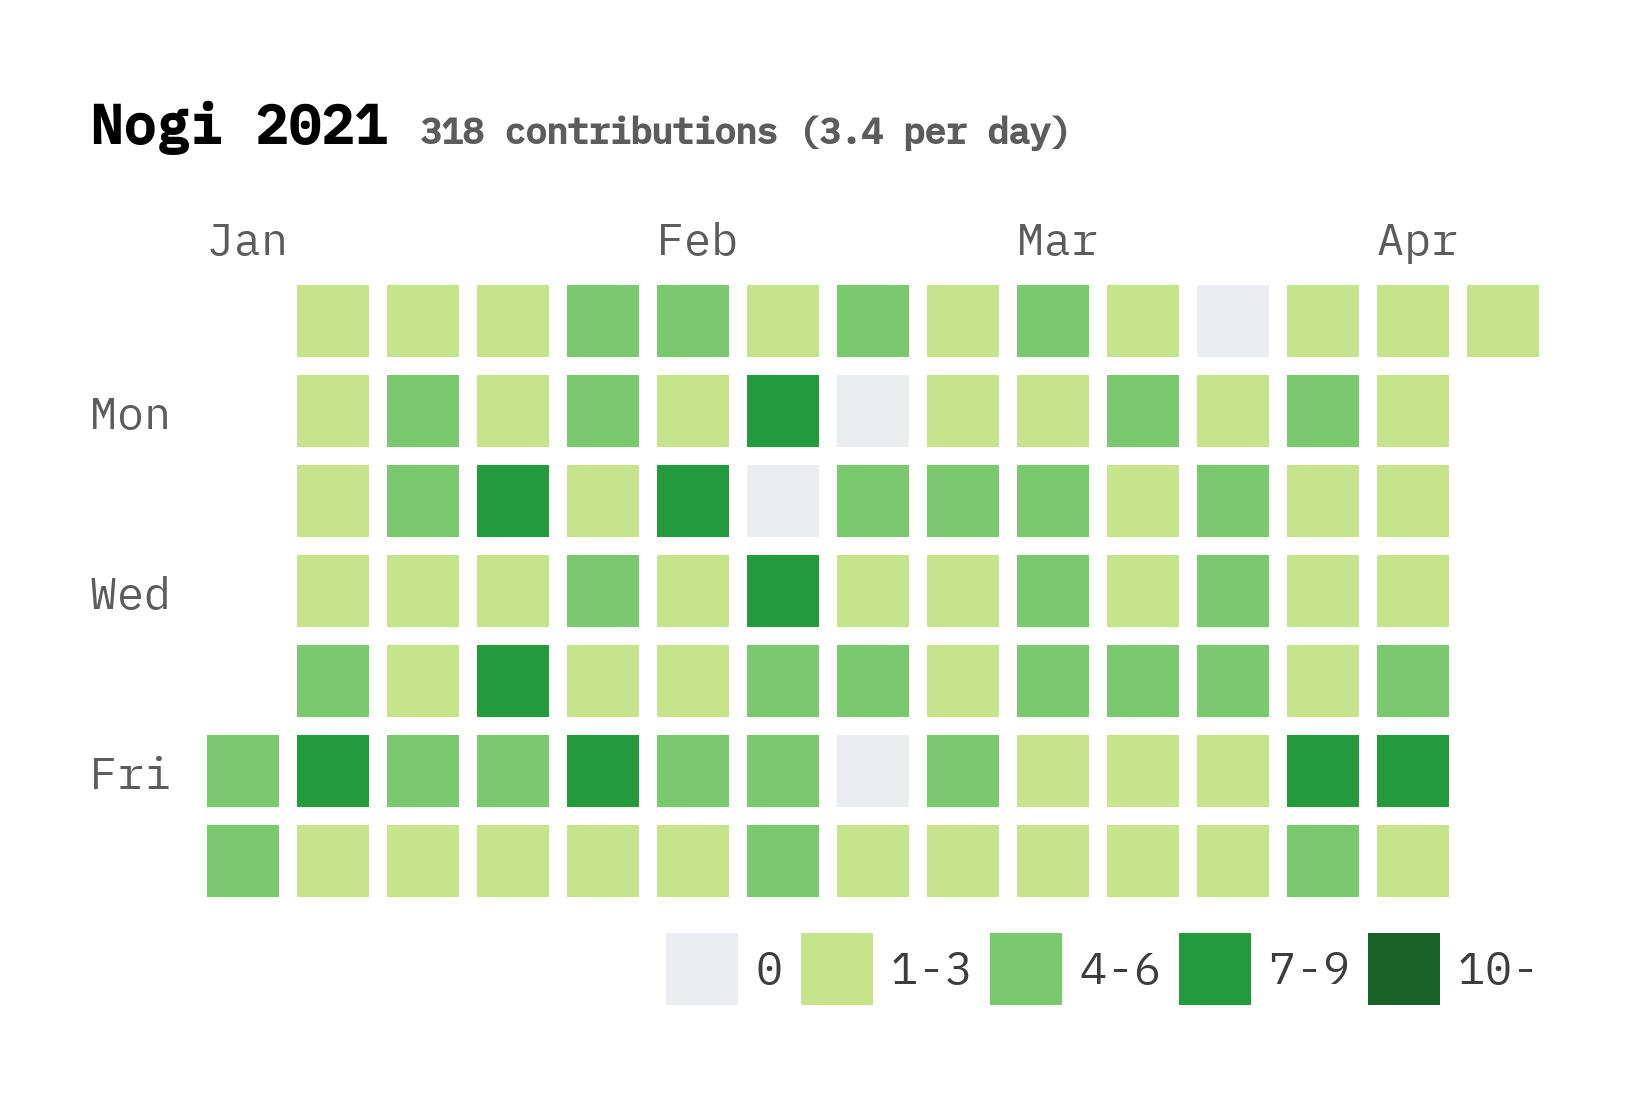 Nogi 2021 318 contributions (3.4 per day)
Jan Feb Mar Apr
Mon
Wed
Fri
0 1-3 4-6 7-9 10-